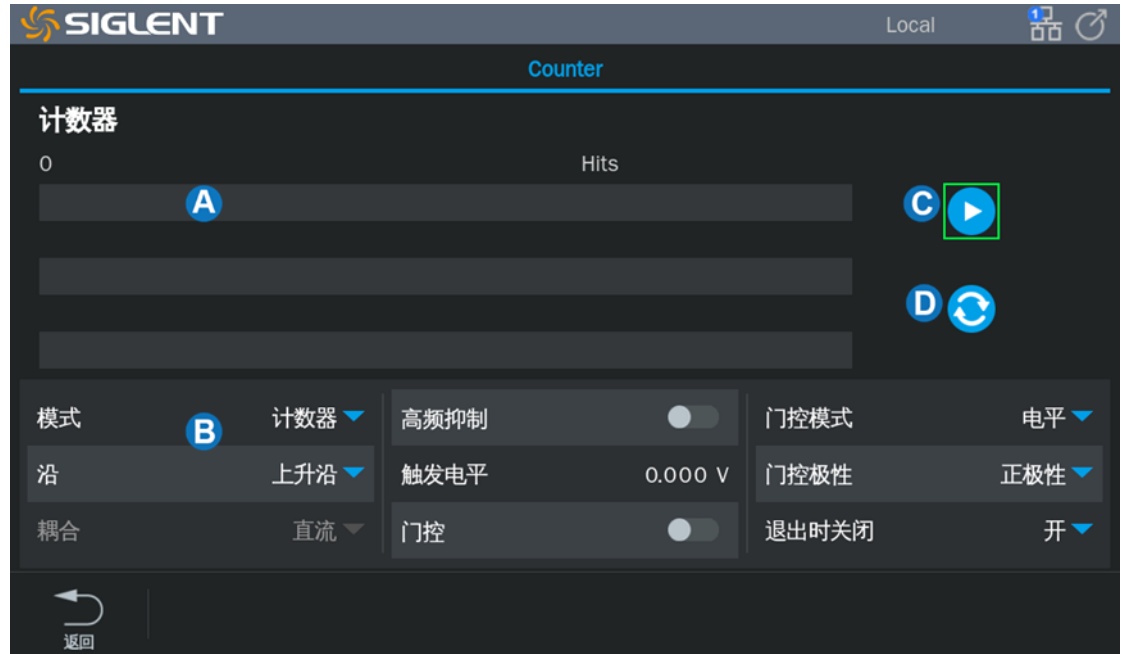 SIGLENT Local 1
Counter
计数器
0 Hits
A C
D
模式 计数器 高频抑制 门控模式 电平
B
沿 上升沿 触发电平 0.000 V 门控极性 正极性
耦合 直流 门控 退出时关闭 开
返回